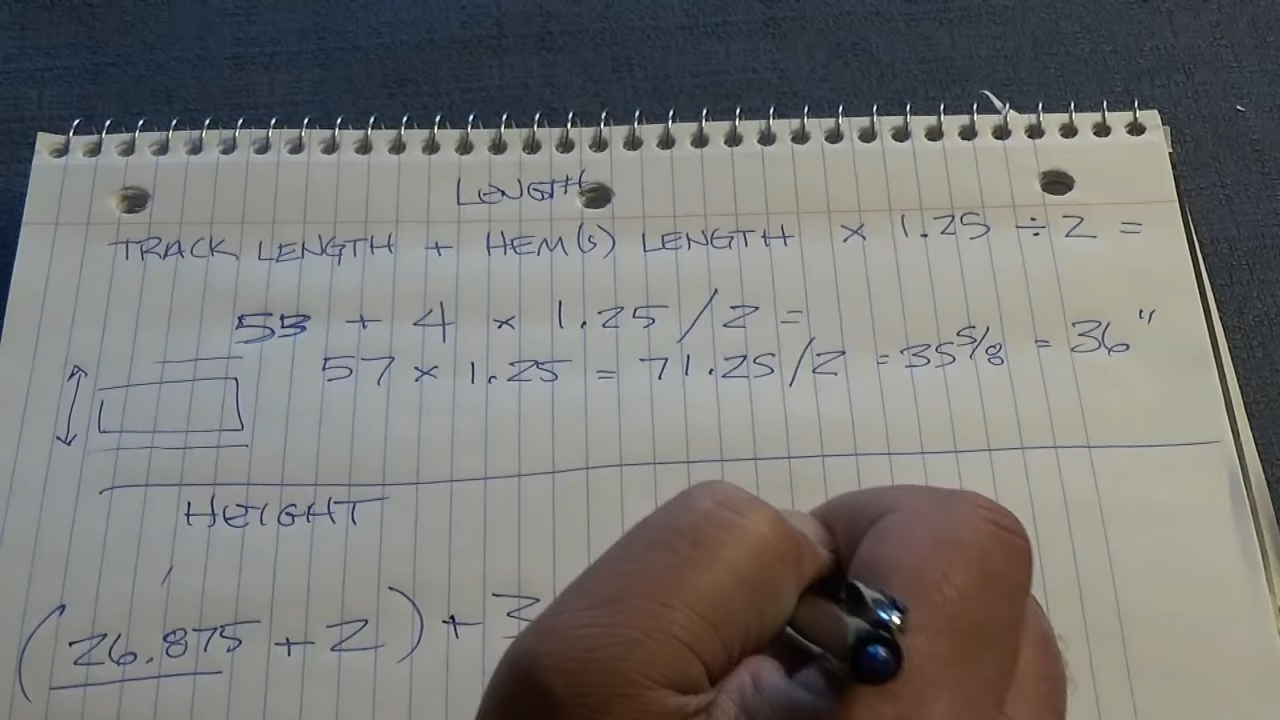 LENGTH
TRACK LENGTH + HEM(S) LENGTH × 1.25 ÷ 2 =
53 + 4 × 1.25 / 2 =
57 × 1.25 = 71.25 / 2 = 35 5/8 = 36"
HEIGHT
(26.875 + 2) + 3